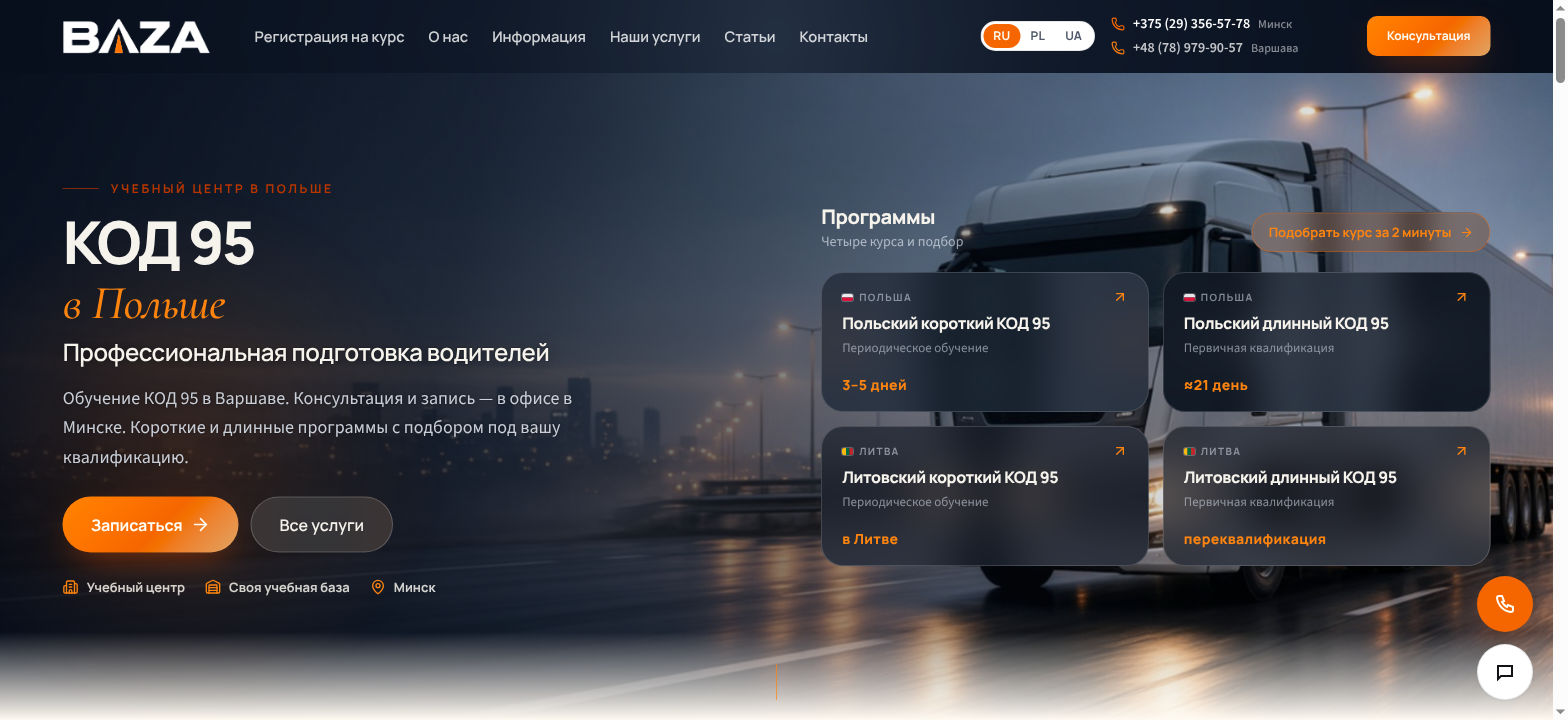 BAZA
Регистрация на курс
О нас
Информация
Наши услуги
Статьи
Контакты
RU PL UA
+375 (29) 356-57-78 Минск
+48 (78) 979-90-57 Варшава
Консультация
УЧЕБНЫЙ ЦЕНТР В ПОЛЬШЕ
КОД 95
в Польше
Профессиональная подготовка водителей
Обучение КОД 95 в Варшаве. Консультация и запись — в офисе в
Минске. Короткие и длинные программы с подбором под вашу
квалификацию.
Записаться →
Все услуги
Учебный центр
Своя учебная база
Минск
Программы
Четыре курса и подбор
Подобрать курс за 2 минуты →
ПОЛЬША
Польский короткий КОД 95
Периодическое обучение
3–5 дней
ПОЛЬША
Польский длинный КОД 95
Первичная квалификация
≈21 день
ЛИТВА
Литовский короткий КОД 95
Периодическое обучение
в Литве
ЛИТВА
Литовский длинный КОД 95
Первичная квалификация
переквалификация